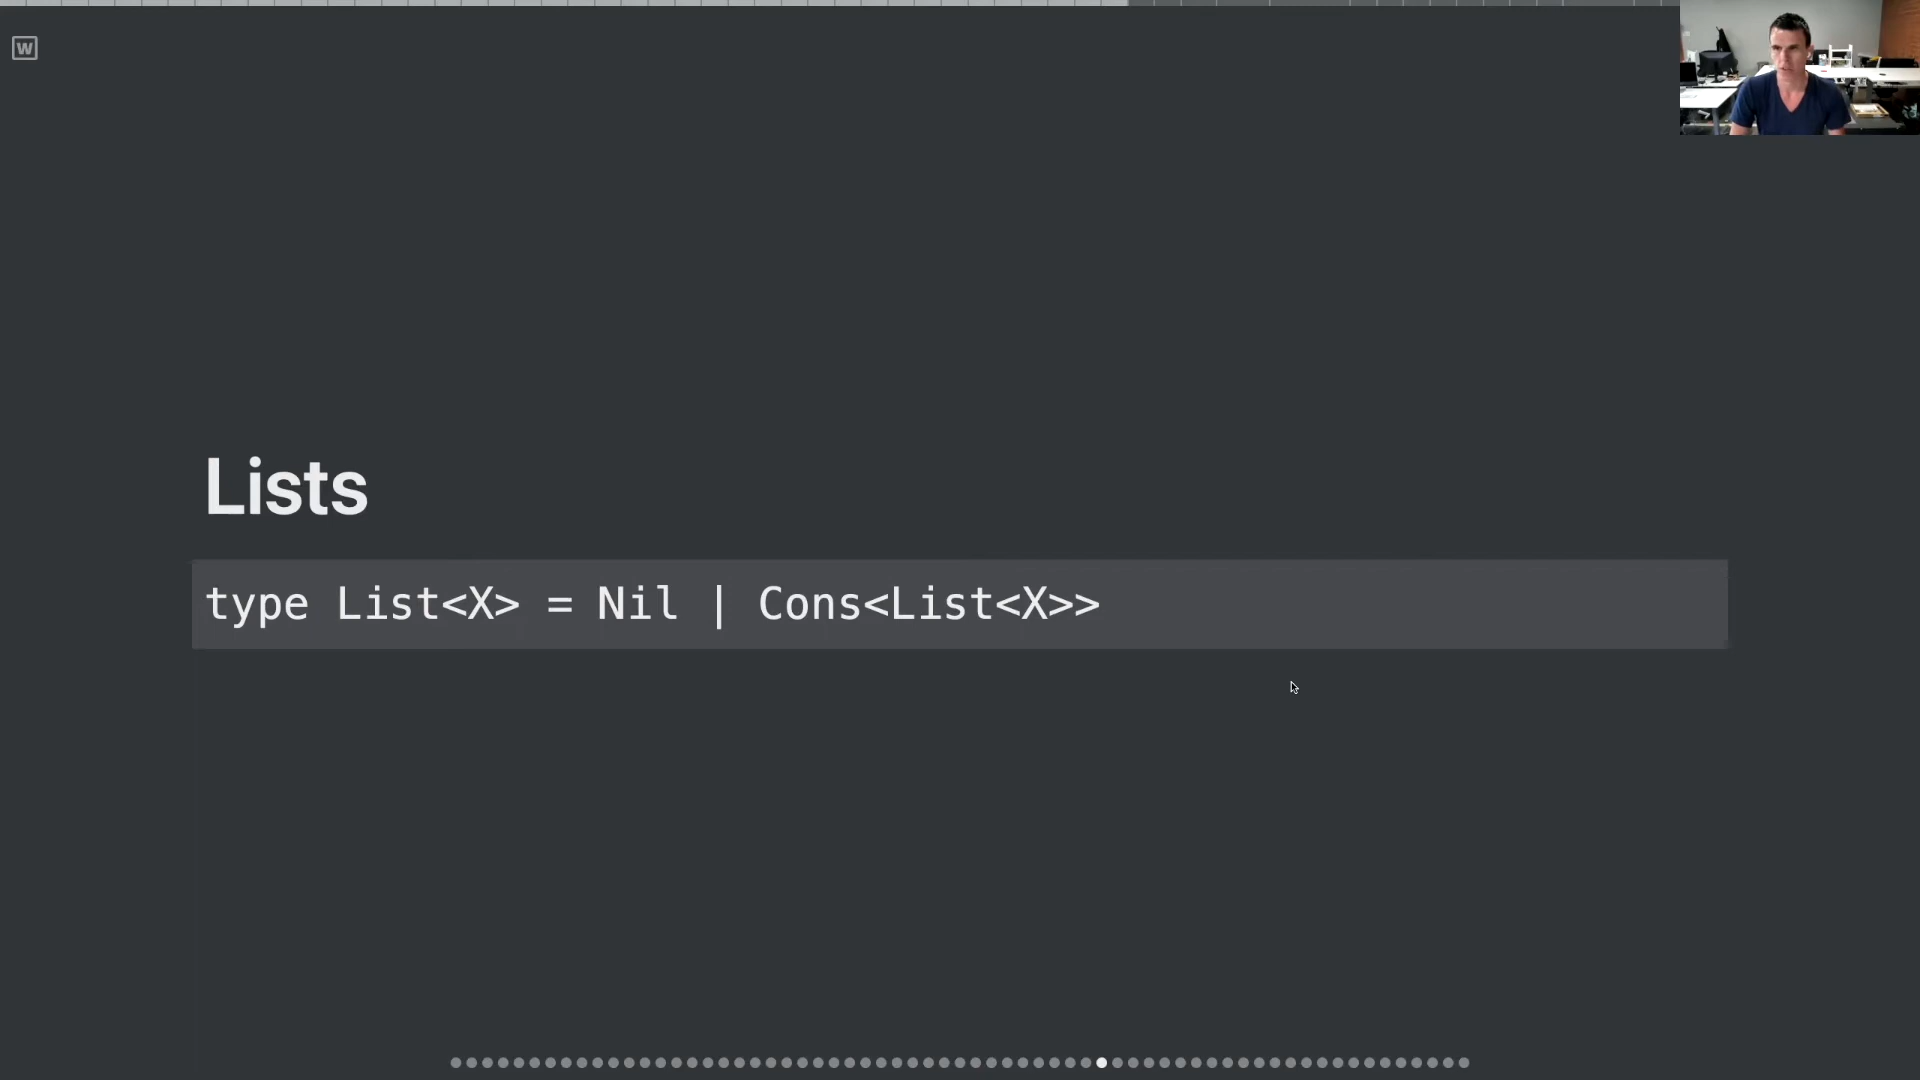 W
Lists
type List<X> = Nil | Cons<List<X>>